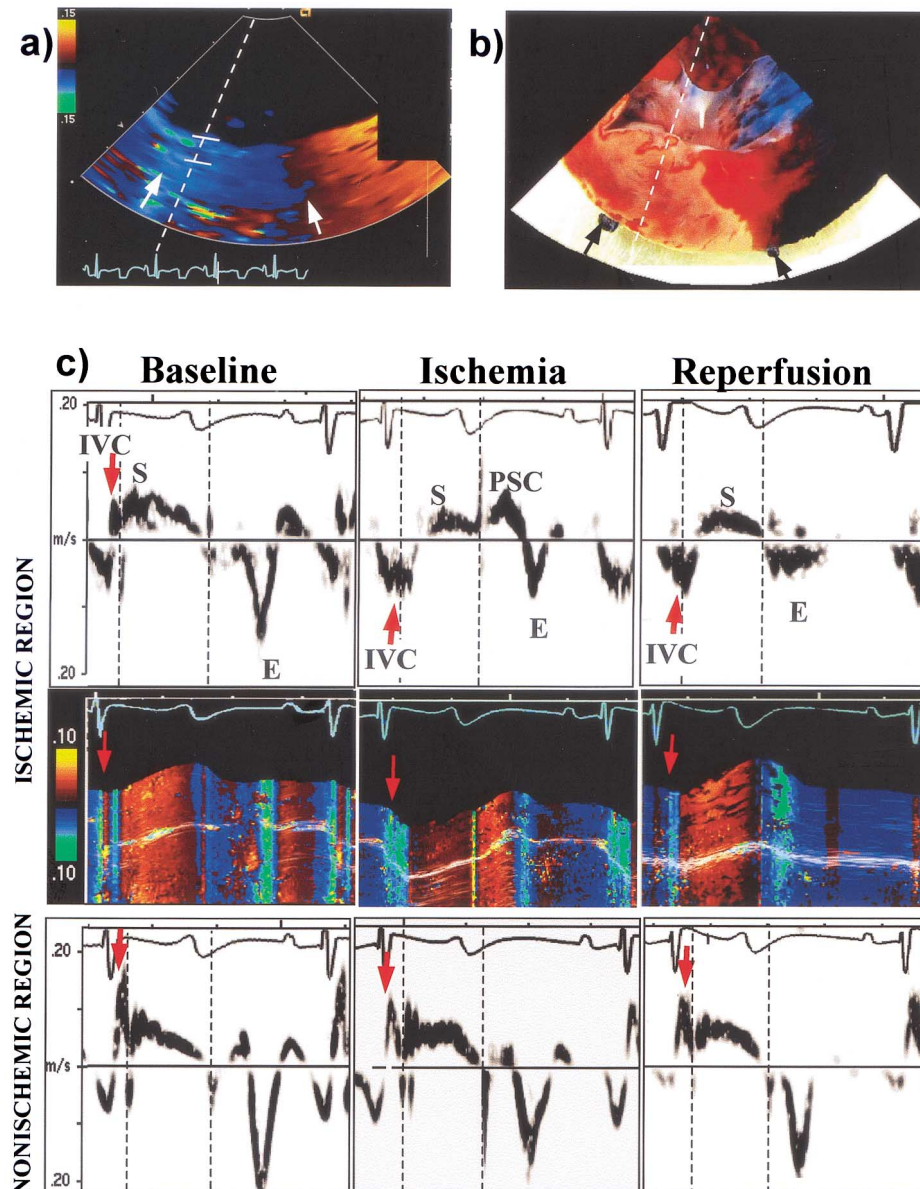 a)
.15
.15
b)
c)
Baseline
Ischemia
Reperfusion
ISCHEMIC REGION
.20
IVC
S
m/s
.20
E
S
PSC
IVC
E
S
IVC
E
.10
.10
NONISCHEMIC REGION
.20
m/s
.20